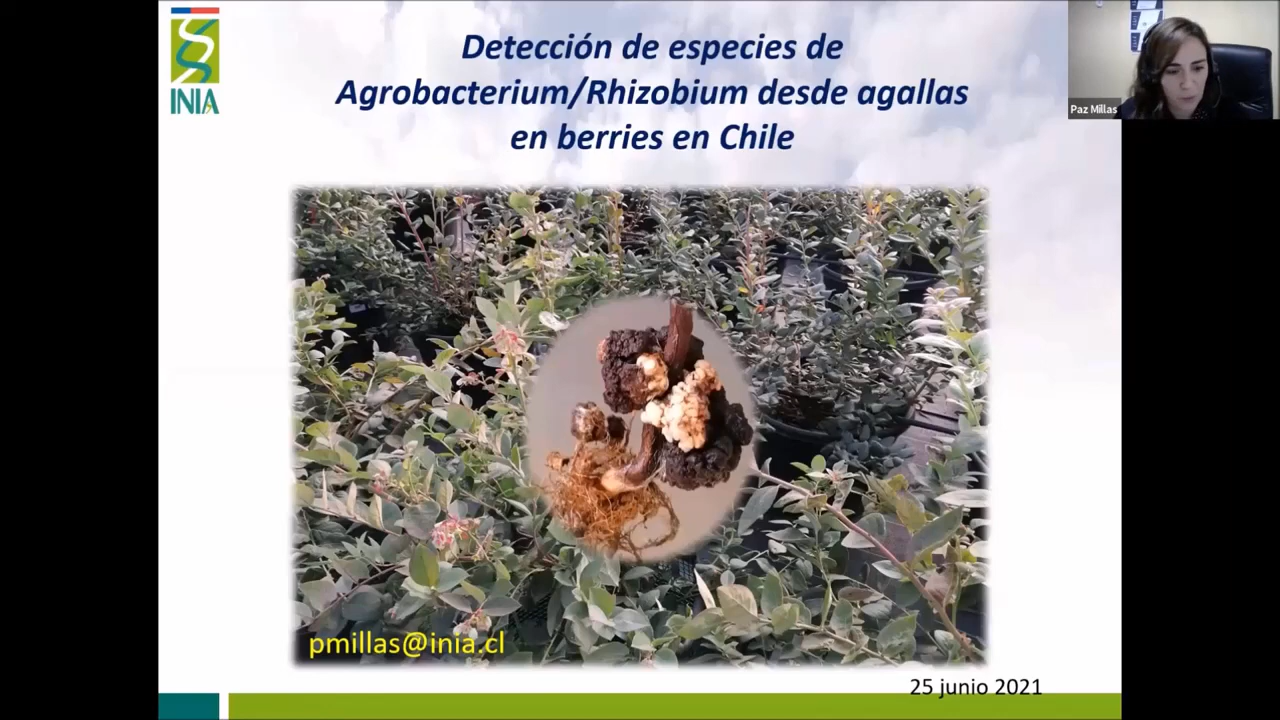 INIA
Detección de especies de
Agrobacterium/Rhizobium desde agallas
en berries en Chile
Paz Millas
pmillas@inia.cl
25 junio 2021